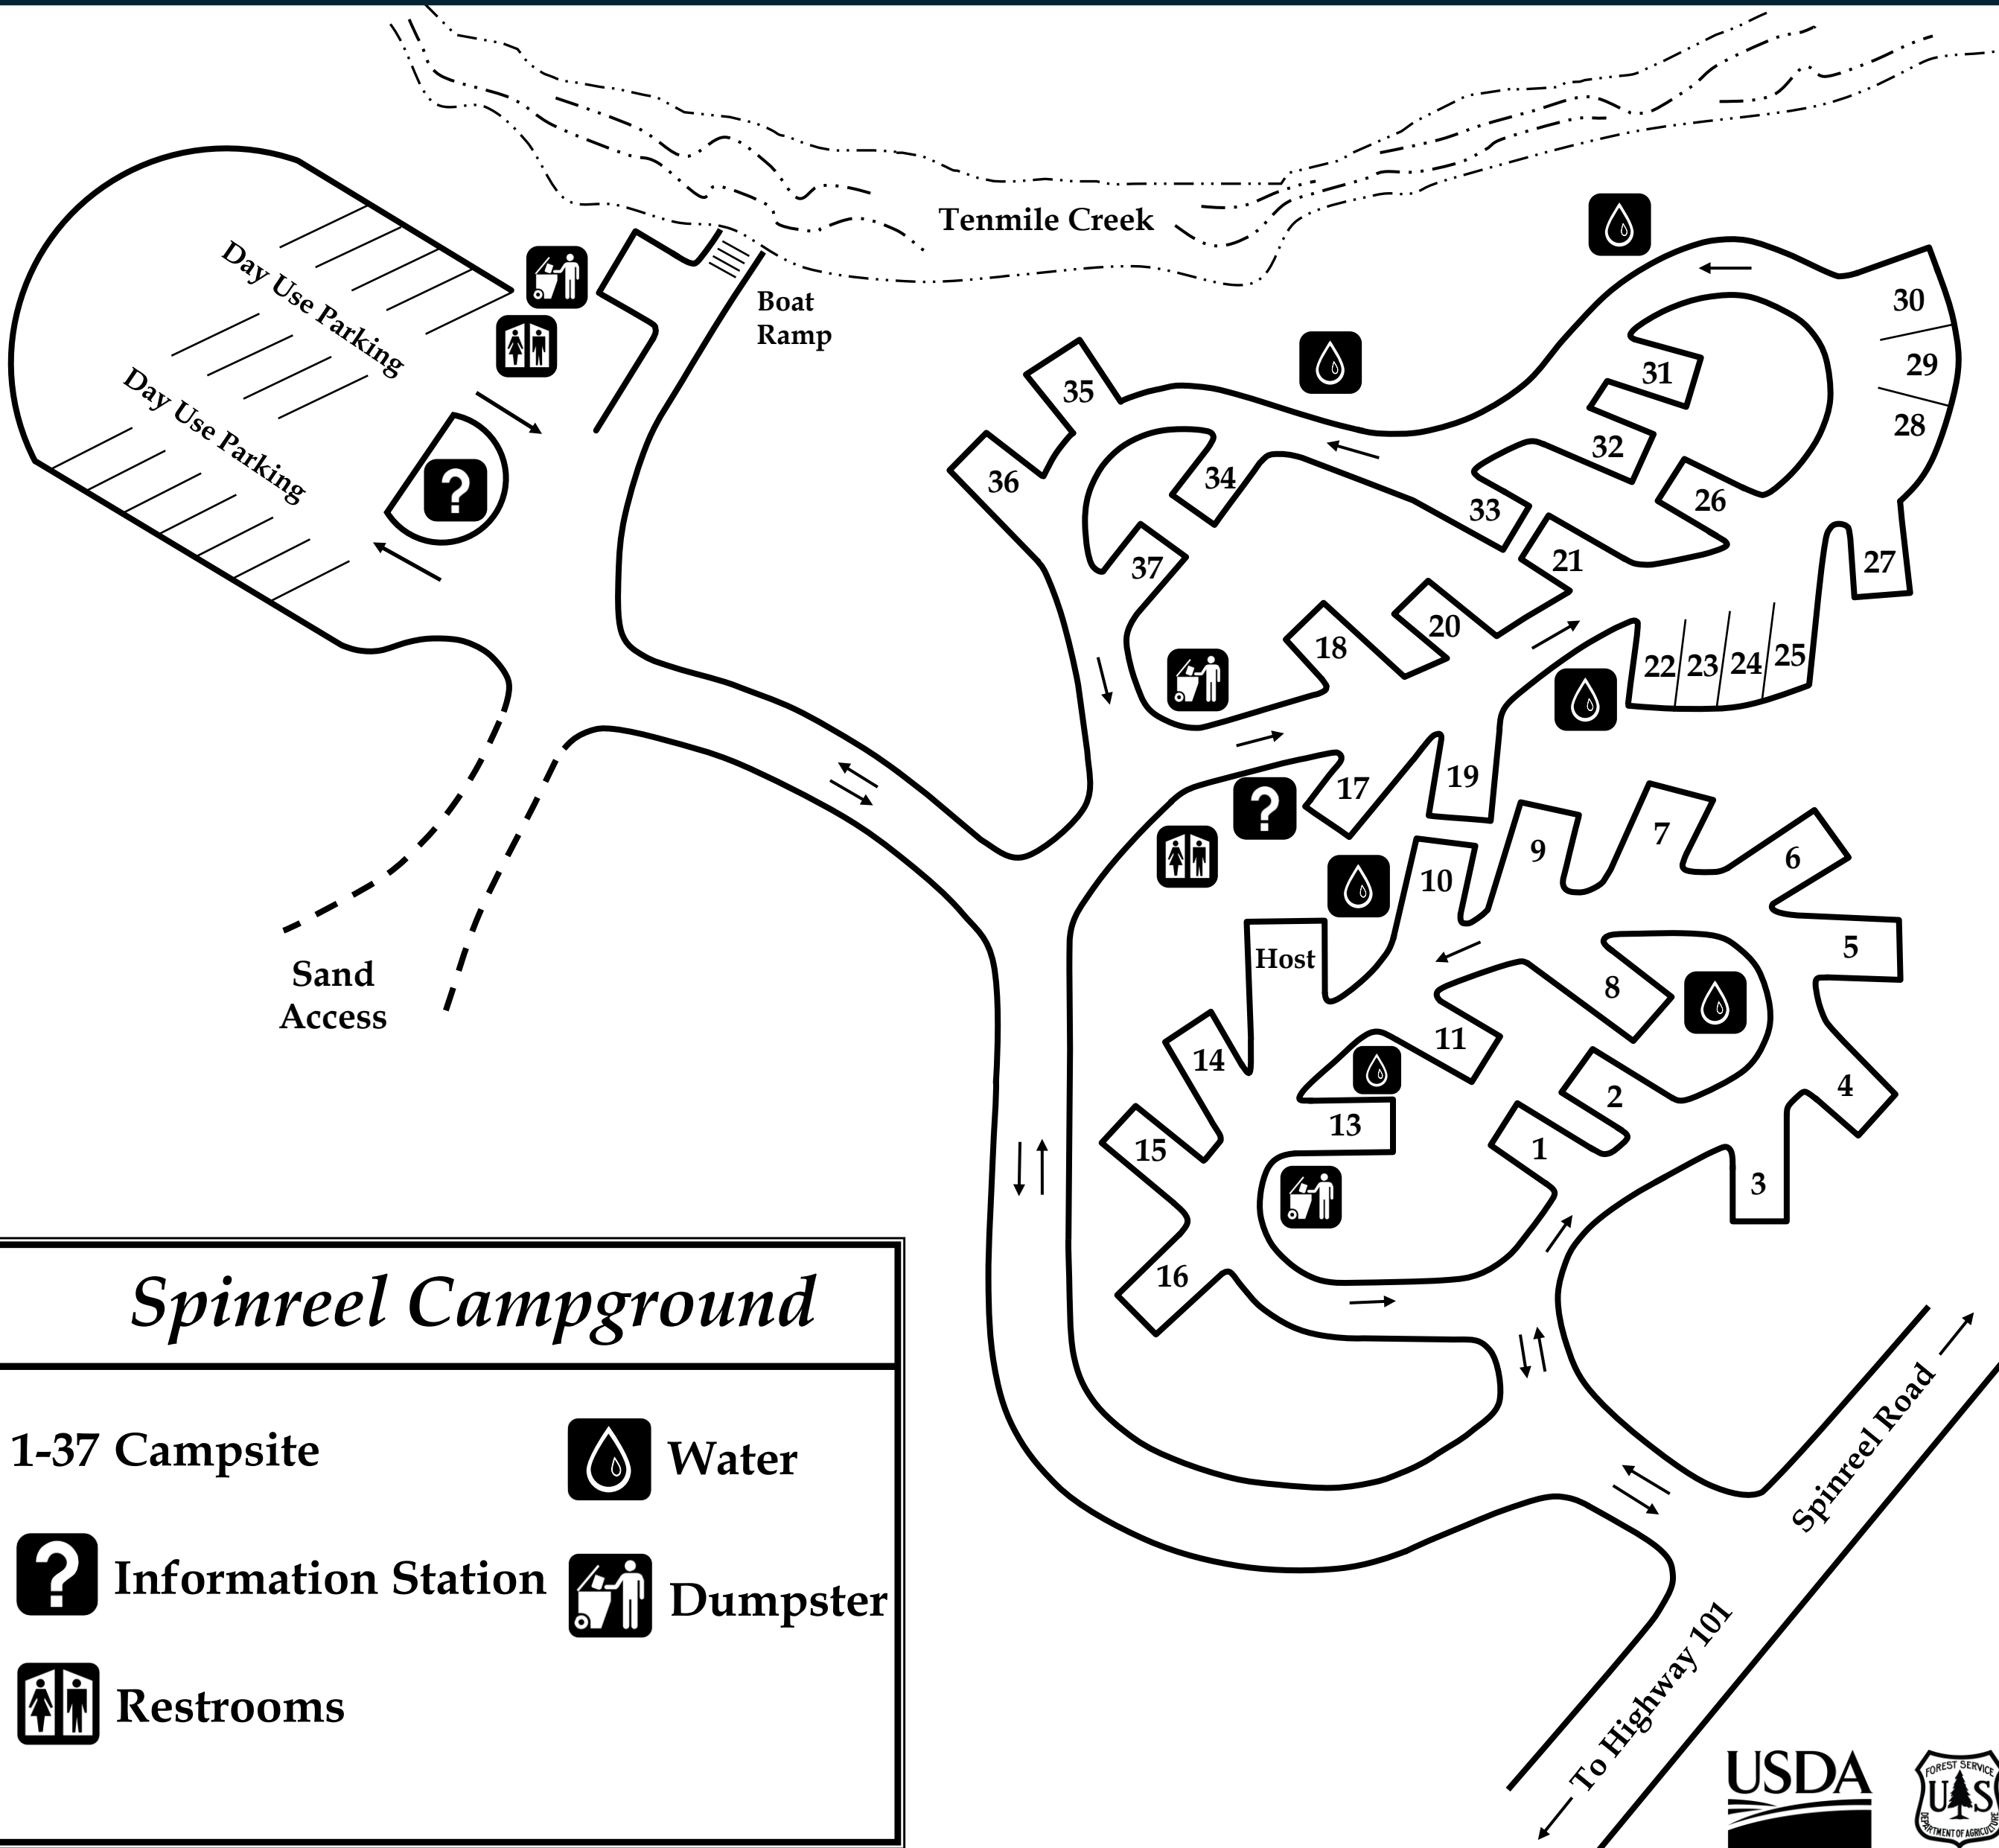 Tenmile Creek
Day Use Parking
Day Use Parking
Boat
Ramp
30
29
28
31
32
26
33
27
21
35
36
34
37
18
20
22
23
24
25
17
19
9
7
6
10
5
Host
8
11
14
4
2
13
1
15
3
16
Sand
Access
Spinreel Road
To Highway 101
Spinreel Campground
1-37 Campsite
Water
? Information Station
Dumpster
Restrooms
?
?
USDA
FOREST SERVICE
U S
DEPARTMENT OF AGRICULTURE